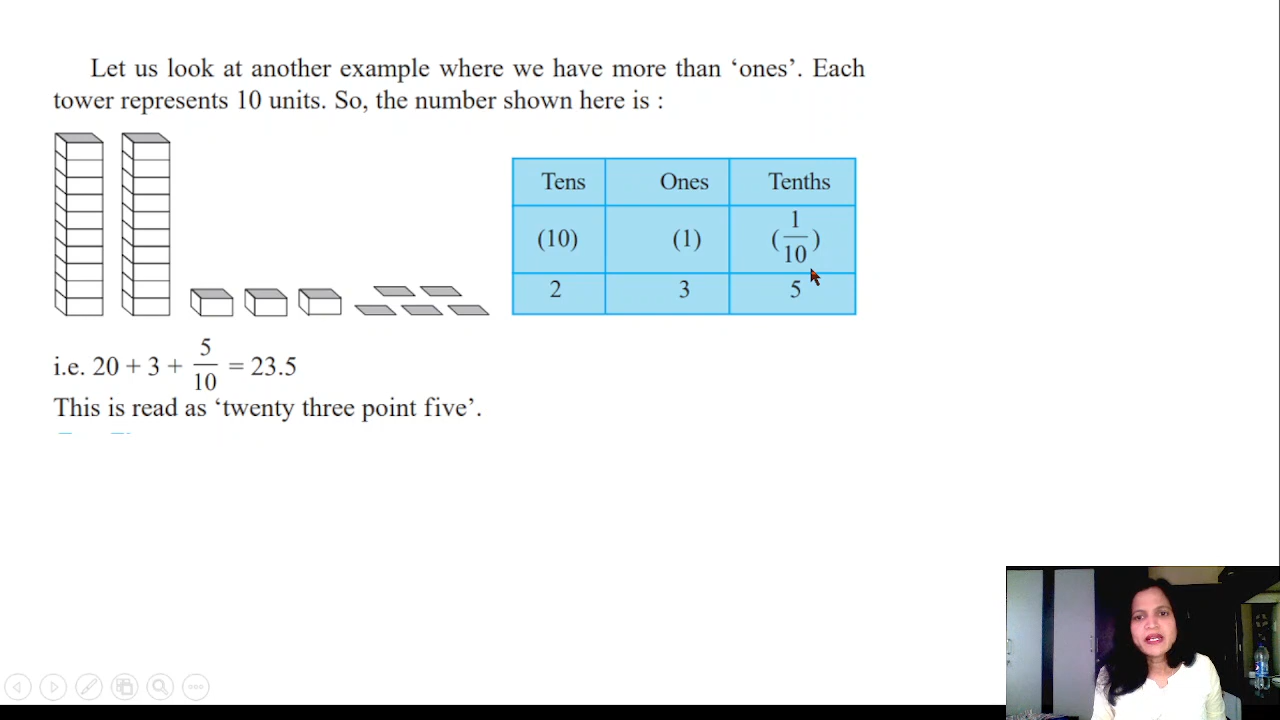 Let us look at another example where we have more than ‘ones’. Each
tower represents 10 units. So, the number shown here is :
Tens Ones Tenths
(10) (1) (1/10)
2 3 5
i.e. 20 + 3 + 5/10 = 23.5
This is read as ‘twenty three point five’.